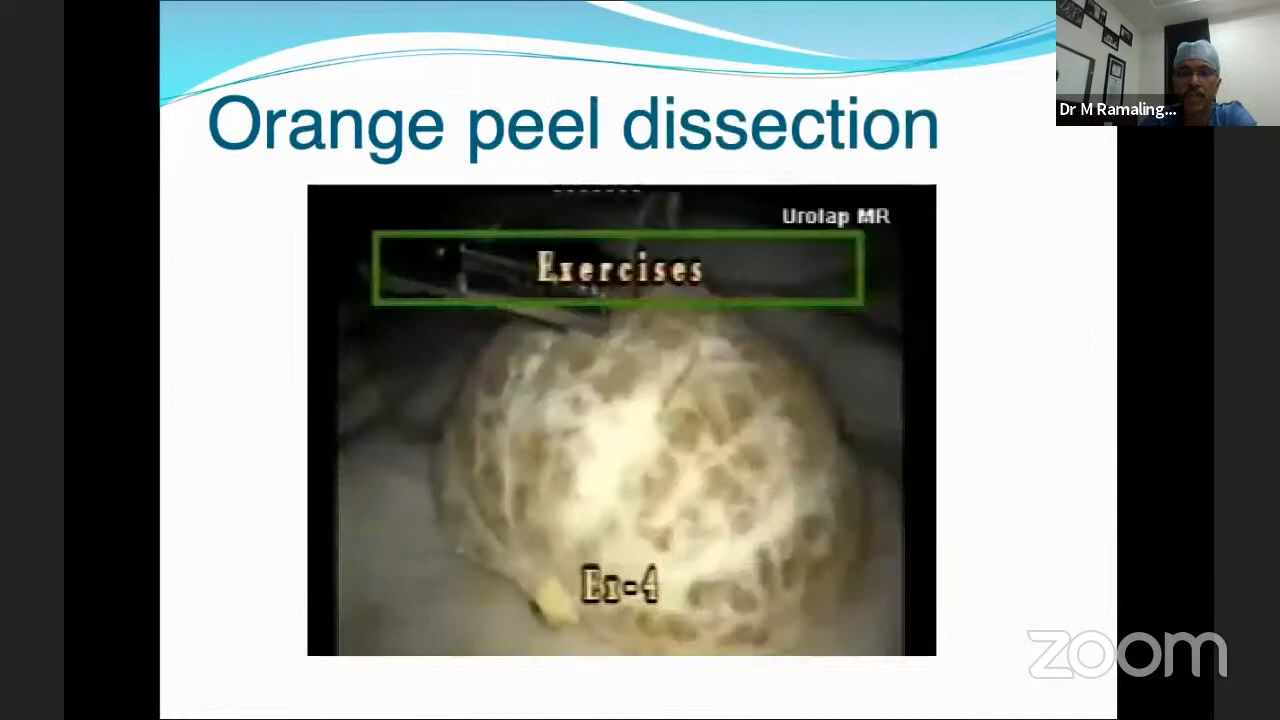 Orange peel dissection
Dr M Ramaling...
Urolap MR
Exercises
Ex-4
zoom